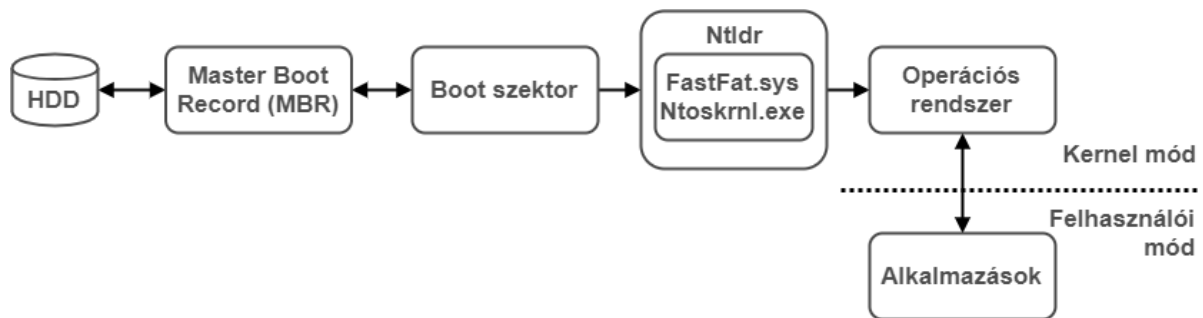 HDD
Master Boot
Record (MBR)
Boot szektor
Ntldr
FastFat.sys
Ntoskrnl.exe
Operációs
rendszer
Kernel mód
Felhasználói
mód
Alkalmazások